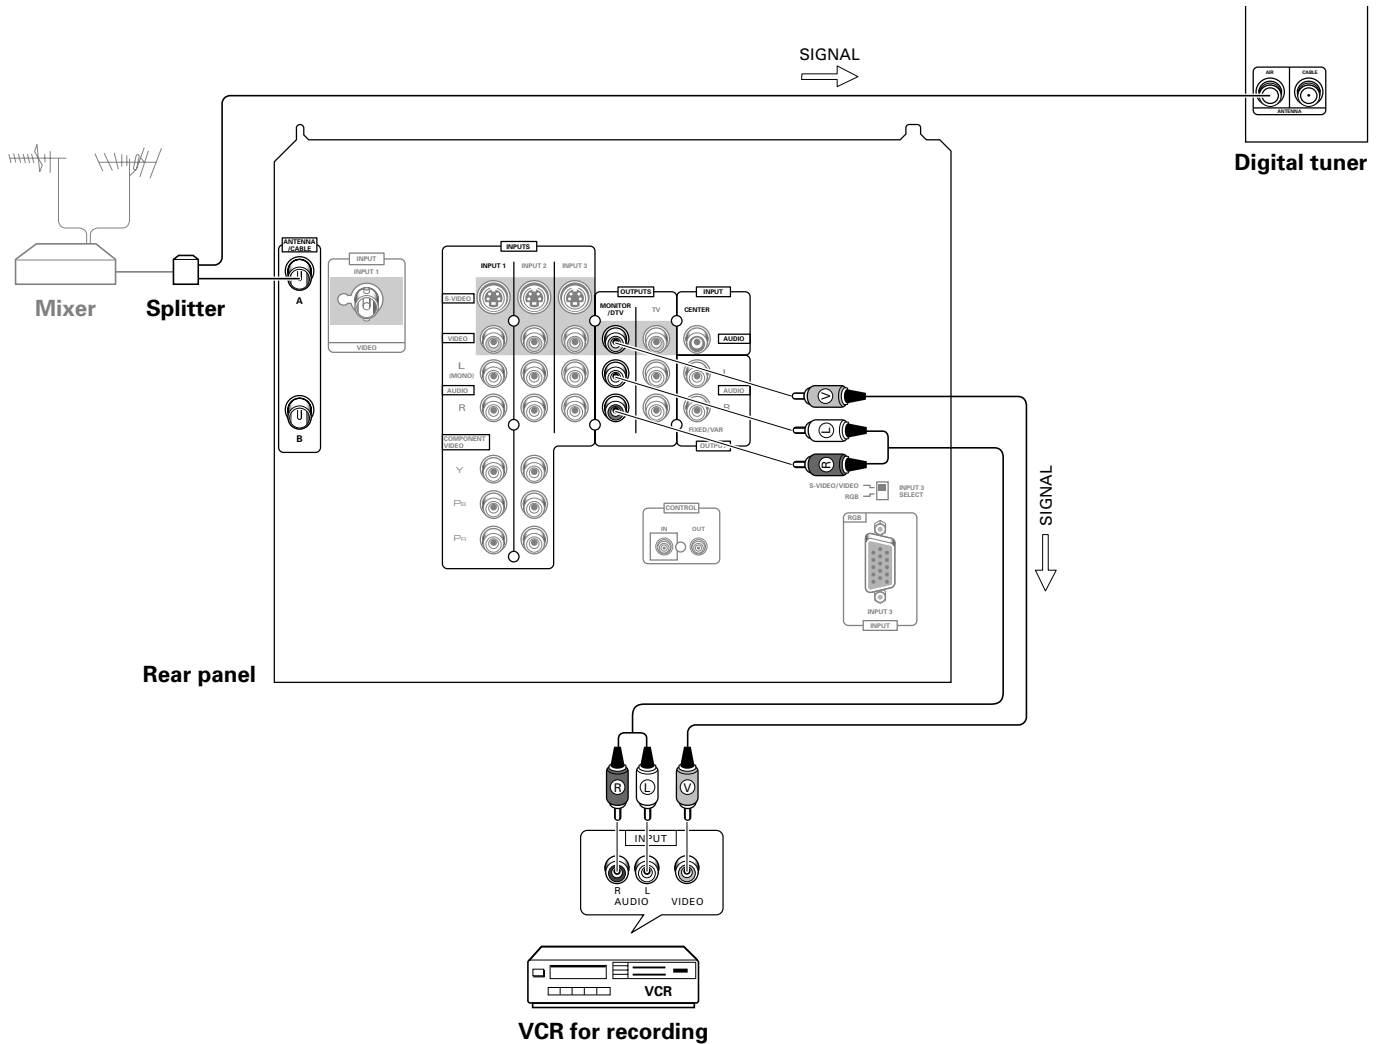 SIGNAL
AIR CABLE
ANTENNA
Digital tuner
ANTENNA
/CABLE
A
B
Mixer
Splitter
INPUT
INPUT 1
VIDEO
INPUTS
INPUT 1 INPUT 2 INPUT 3
S-VIDEO
VIDEO
L
(MONO)
AUDIO
R
COMPONENT
VIDEO
Y
PB
PR
OUTPUTS
MONITOR
/DTV
TV
INPUT
CENTER
AUDIO
L
AUDIO
R
FIXED/VAR
OUTPUT
V
L
R
S-VIDEO/VIDEO
RGB
INPUT 3
SELECT
CONTROL
IN OUT
RGB
INPUT 3
INPUT
SIGNAL
Rear panel
R L V
INPUT
R L
AUDIO VIDEO
VCR
VCR for recording